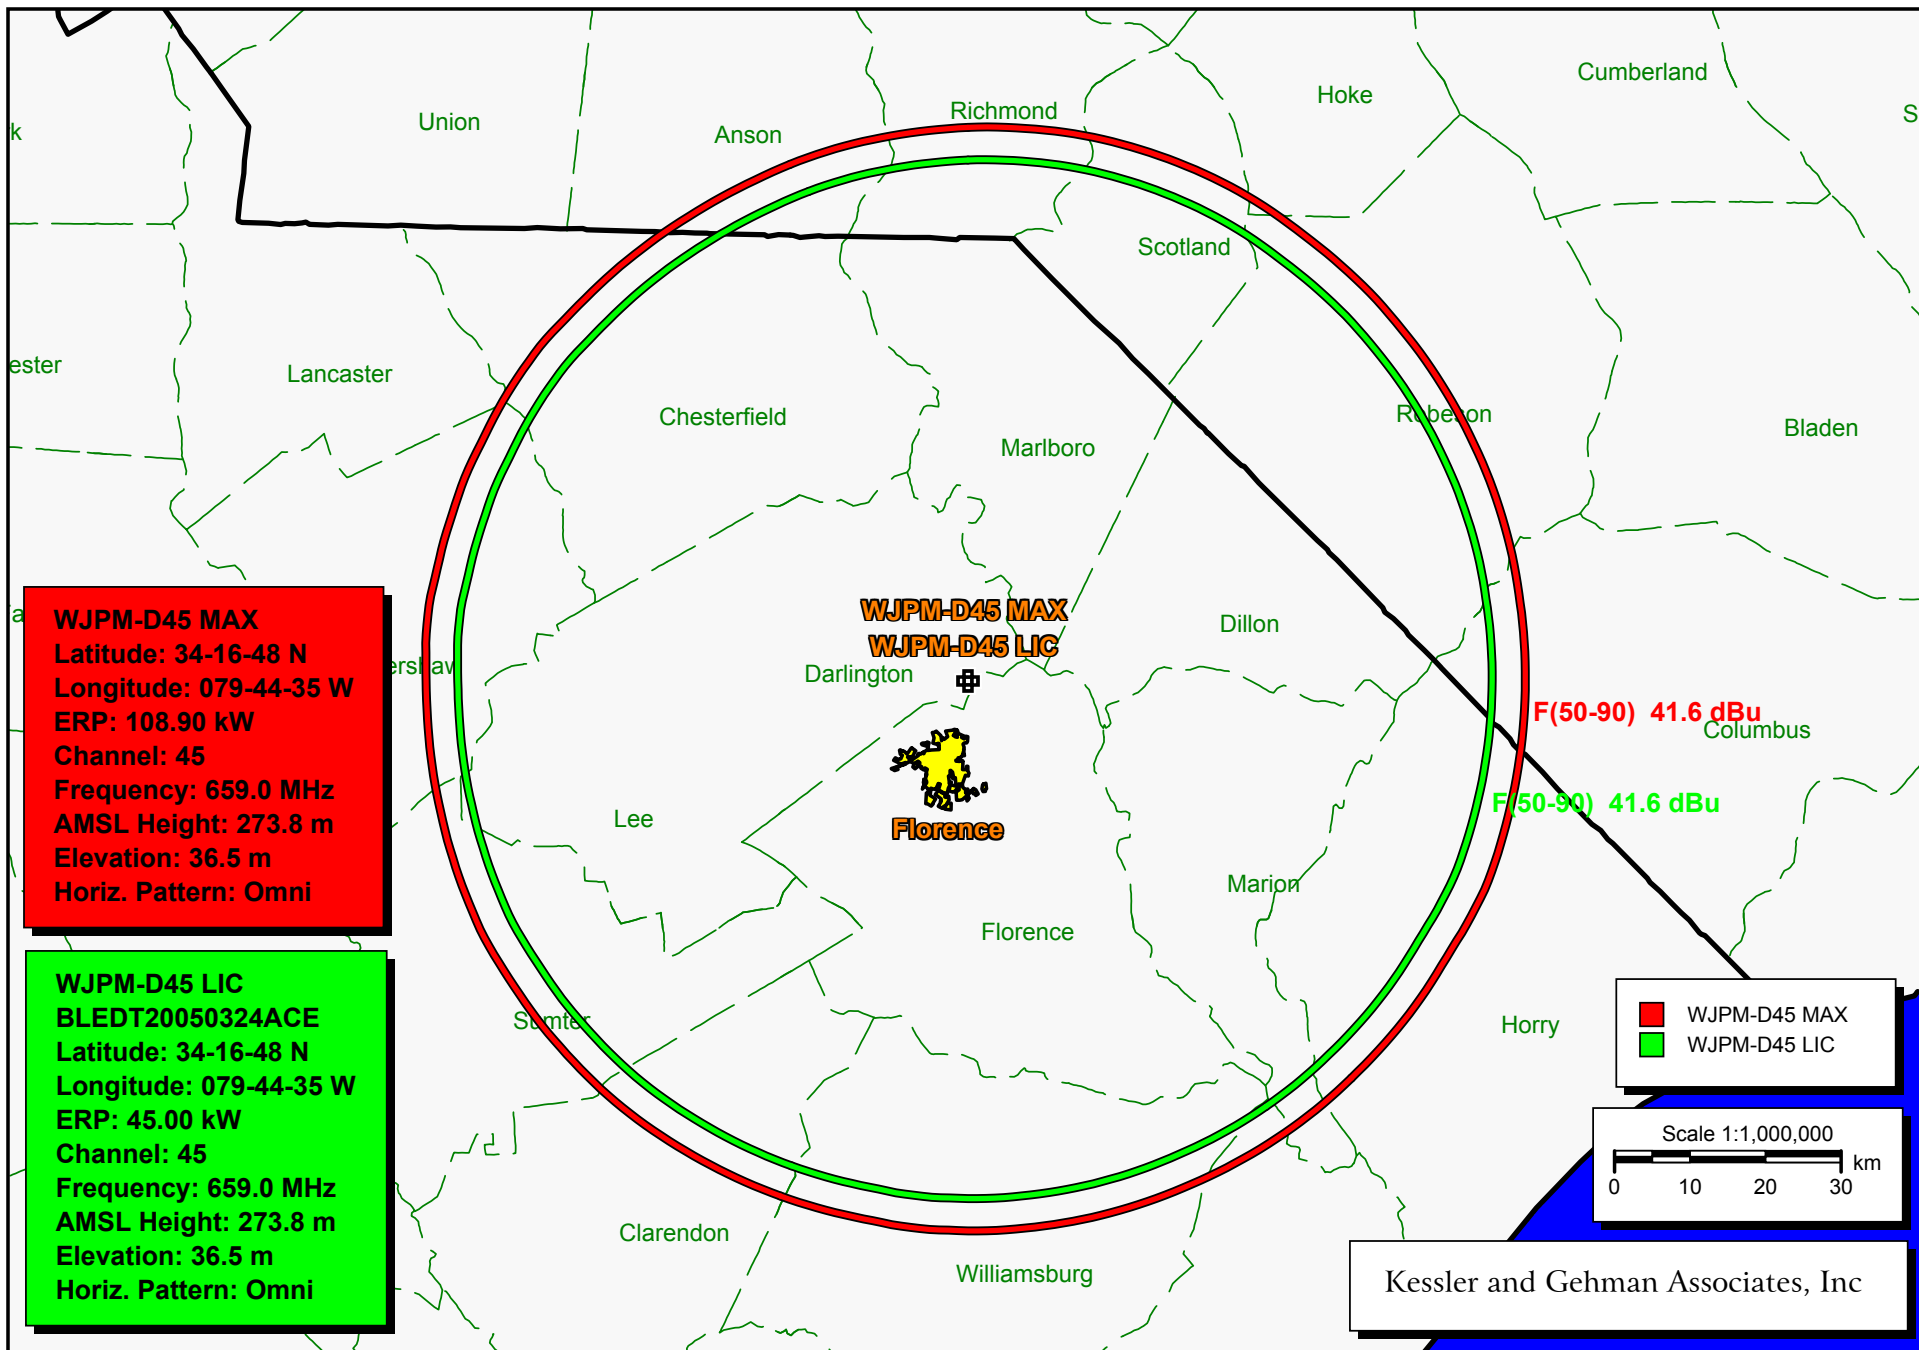 Cumberland
Hoke
Richmond
Union
Anson
S
k
Scotland
ester
Lancaster
Chesterfield
Robeson
Bladen
Marlboro
WJPM-D45 MAX
Latitude: 34-16-48 N
Longitude: 079-44-35 W
ERP: 108.90 kW
Channel: 45
Frequency: 659.0 MHz
AMSL Height: 273.8 m
Elevation: 36.5 m
Horiz. Pattern: Omni
ershaw
WJPM-D45 MAX
WJPM-D45 LIC
Darlington
Dillon
F(50-90) 41.6 dBu
Columbus
F(50-90) 41.6 dBu
Lee
Florence
Marion
Florence
WJPM-D45 LIC
BLEDT20050324ACE
Latitude: 34-16-48 N
Longitude: 079-44-35 W
ERP: 45.00 kW
Channel: 45
Frequency: 659.0 MHz
AMSL Height: 273.8 m
Elevation: 36.5 m
Horiz. Pattern: Omni
Sumter
Horry
WJPM-D45 MAX
WJPM-D45 LIC
Scale 1:1,000,000
km
0 10 20 30
Clarendon
Williamsburg
Kessler and Gehman Associates, Inc